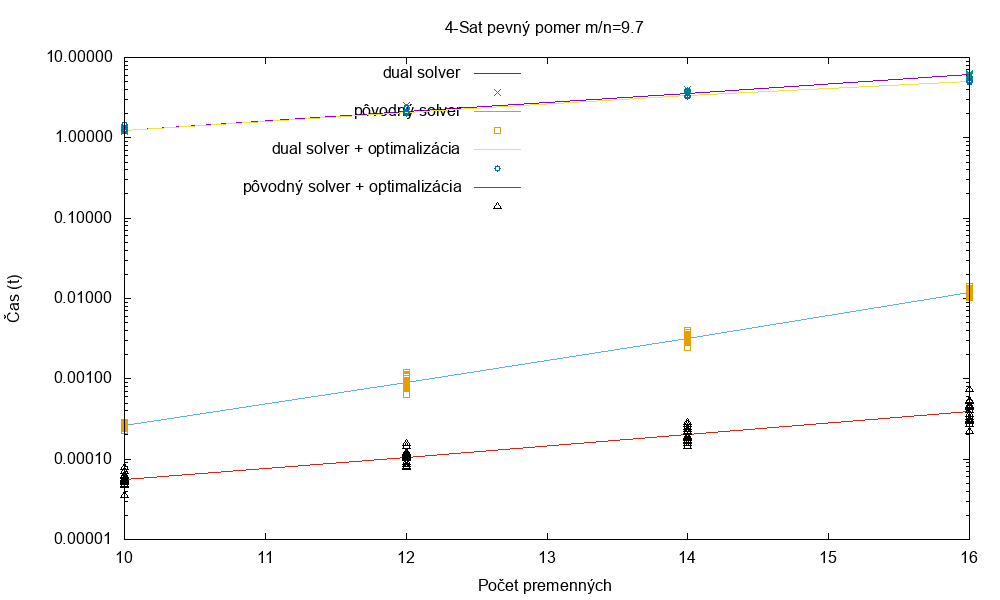 4-Sat pevný pomer m/n=9.7
10.00000
dual solver
pôvodný solver
1.00000
dual solver + optimalizácia
pôvodný solver + optimalizácia
0.10000
Čas (t)
0.01000
0.00100
0.00010
0.00001
10 11 12 13 14 15 16
Počet premenných